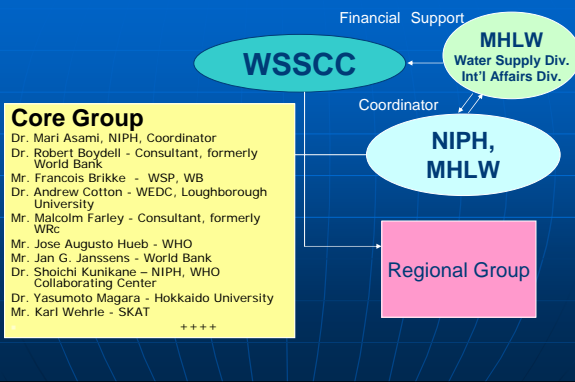 Financial Support
MHLW
Water Supply Div.
Int'l Affairs Div.
WSSCC
Coordinator
NIPH,
MHLW
Core Group
Dr. Mari Asami, NIPH, Coordinator
Dr. Robert Boydell - Consultant, formerly
World Bank
Mr. Francois Brikke - WSP, WB
Dr. Andrew Cotton - WEDC, Loughborough
University
Mr. Malcolm Farley - Consultant, formerly
WRc
Mr. Jose Augusto Hueb - WHO
Mr. Jan G. Janssens - World Bank
Dr. Shoichi Kunikane – NIPH, WHO
Collaborating Center
Dr. Yasumoto Magara - Hokkaido University
Mr. Karl Wehrle - SKAT
++++
Regional Group